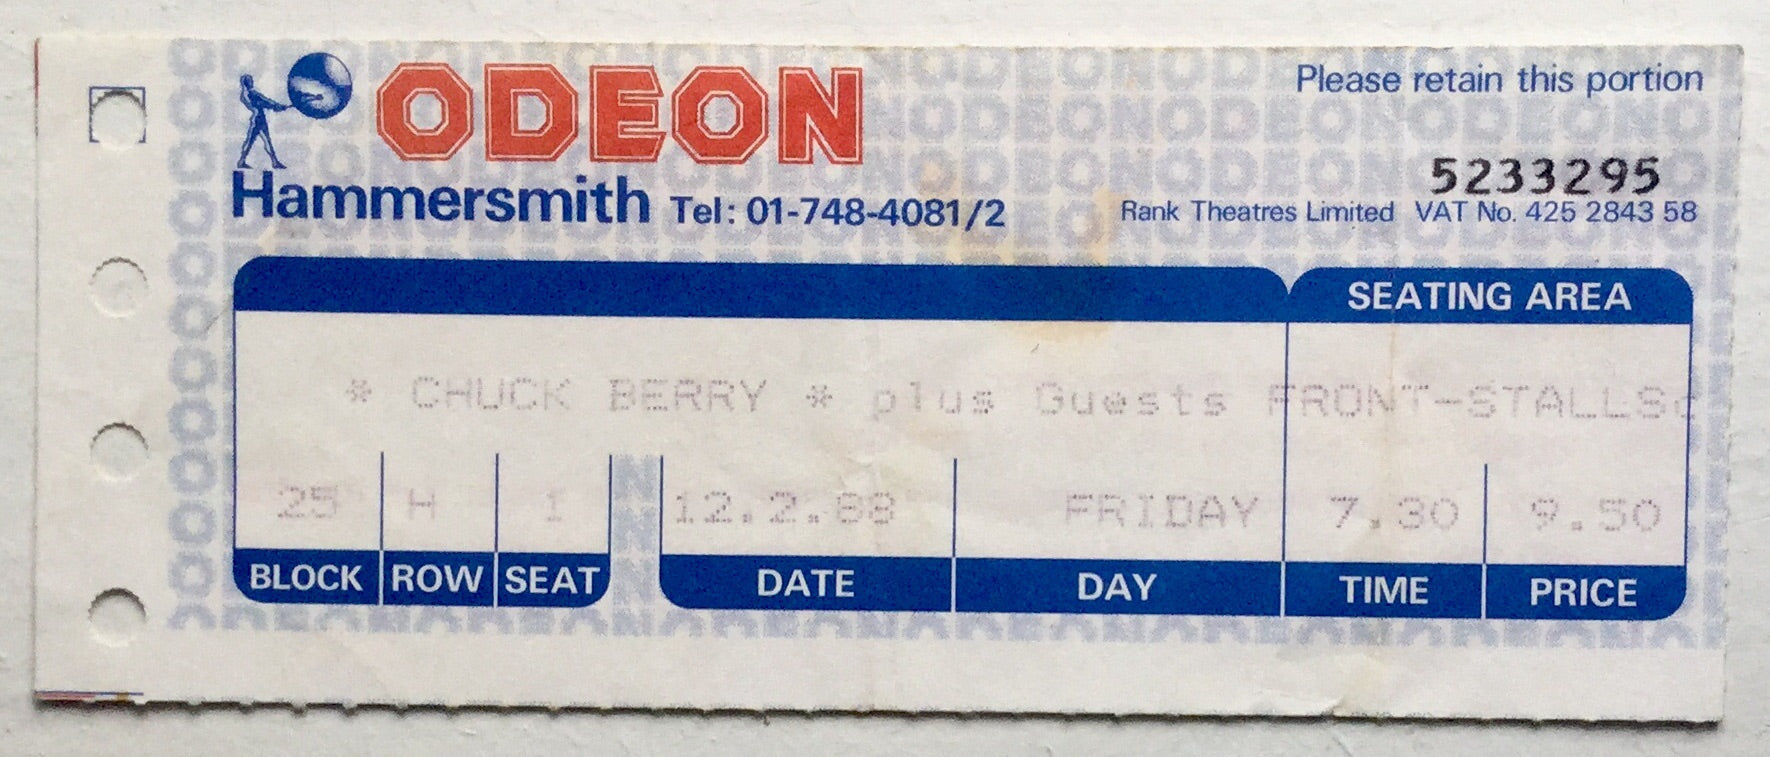 ODEON
Please retain this portion
5233295
Hammersmith Tel: 01-748-4081/2
Rank Theatres Limited VAT No. 425 2843 58
SEATING AREA
* CHUCK BERRY * plus Guests FRONT-STALLS
25 H 1 12.2.88 FRIDAY 7.30 9.50
BLOCK ROW SEAT DATE DAY TIME PRICE